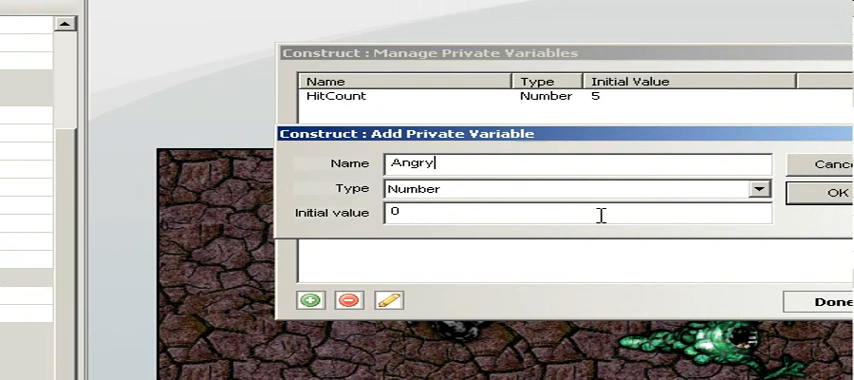 Construct : Manage Private Variables
Name Type Initial Value
HitCount Number 5
Construct : Add Private Variable
Name Angry
Cance
Type Number
OK
Initial value 0
Done